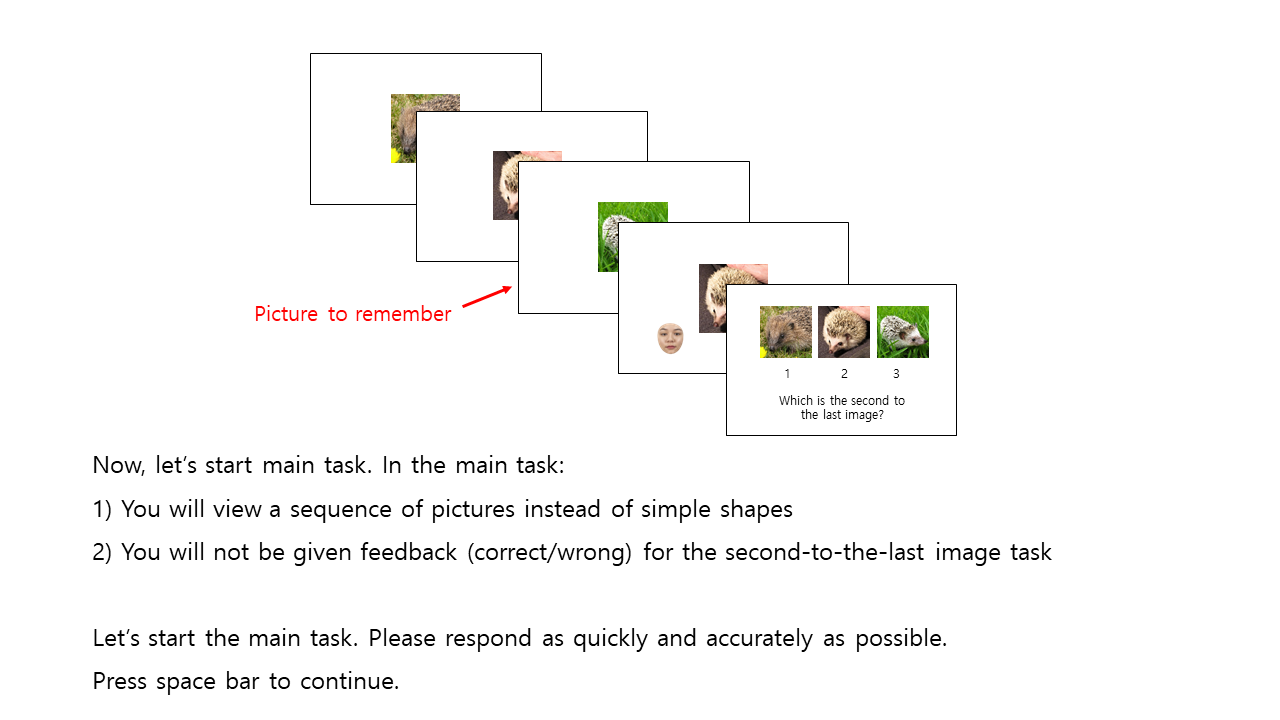 Picture to remember
1 2 3
Which is the second to
the last image?
Now, let’s start main task. In the main task:
1) You will view a sequence of pictures instead of simple shapes
2) You will not be given feedback (correct/wrong) for the second-to-the-last image task
Let’s start the main task. Please respond as quickly and accurately as possible.
Press space bar to continue.